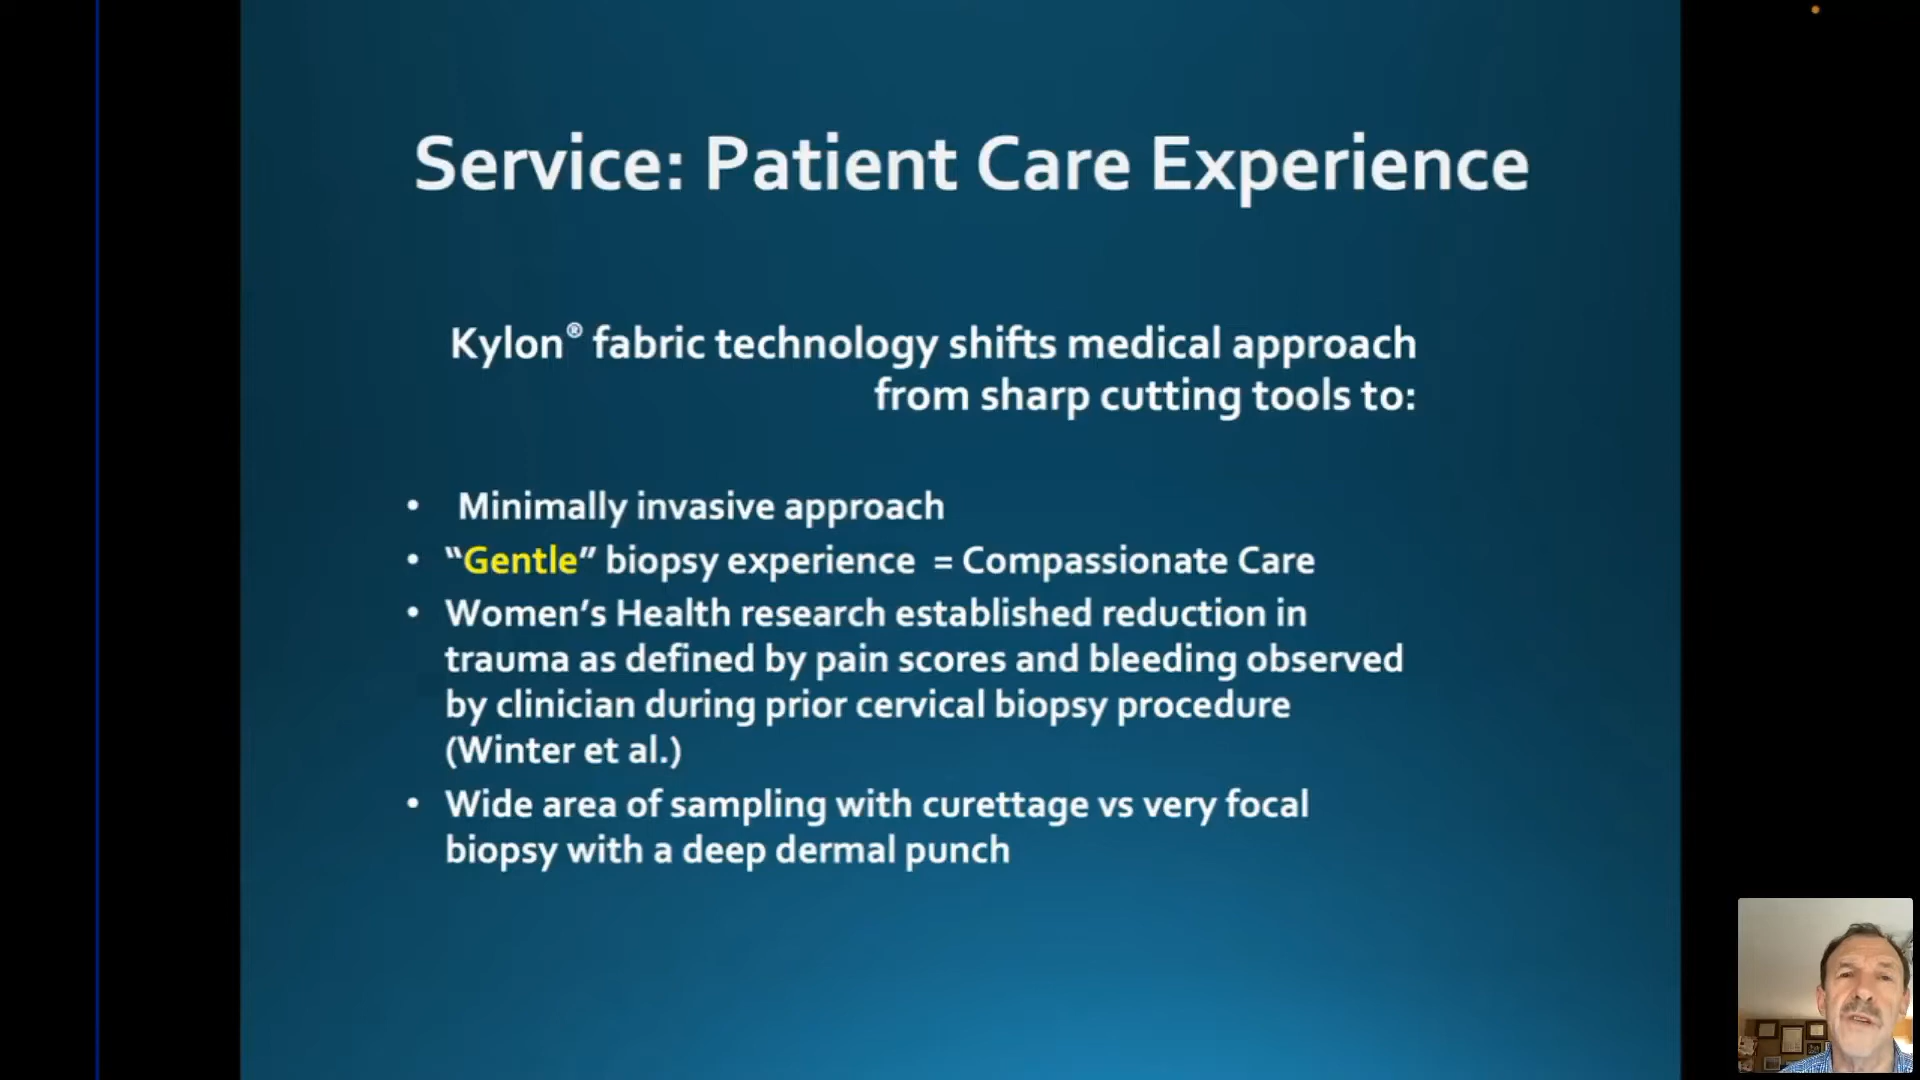 Service: Patient Care Experience
Kylon® fabric technology shifts medical approach
from sharp cutting tools to:
• Minimally invasive approach
• “Gentle” biopsy experience = Compassionate Care
• Women’s Health research established reduction in
trauma as defined by pain scores and bleeding observed
by clinician during prior cervical biopsy procedure
(Winter et al.)
• Wide area of sampling with curettage vs very focal
biopsy with a deep dermal punch